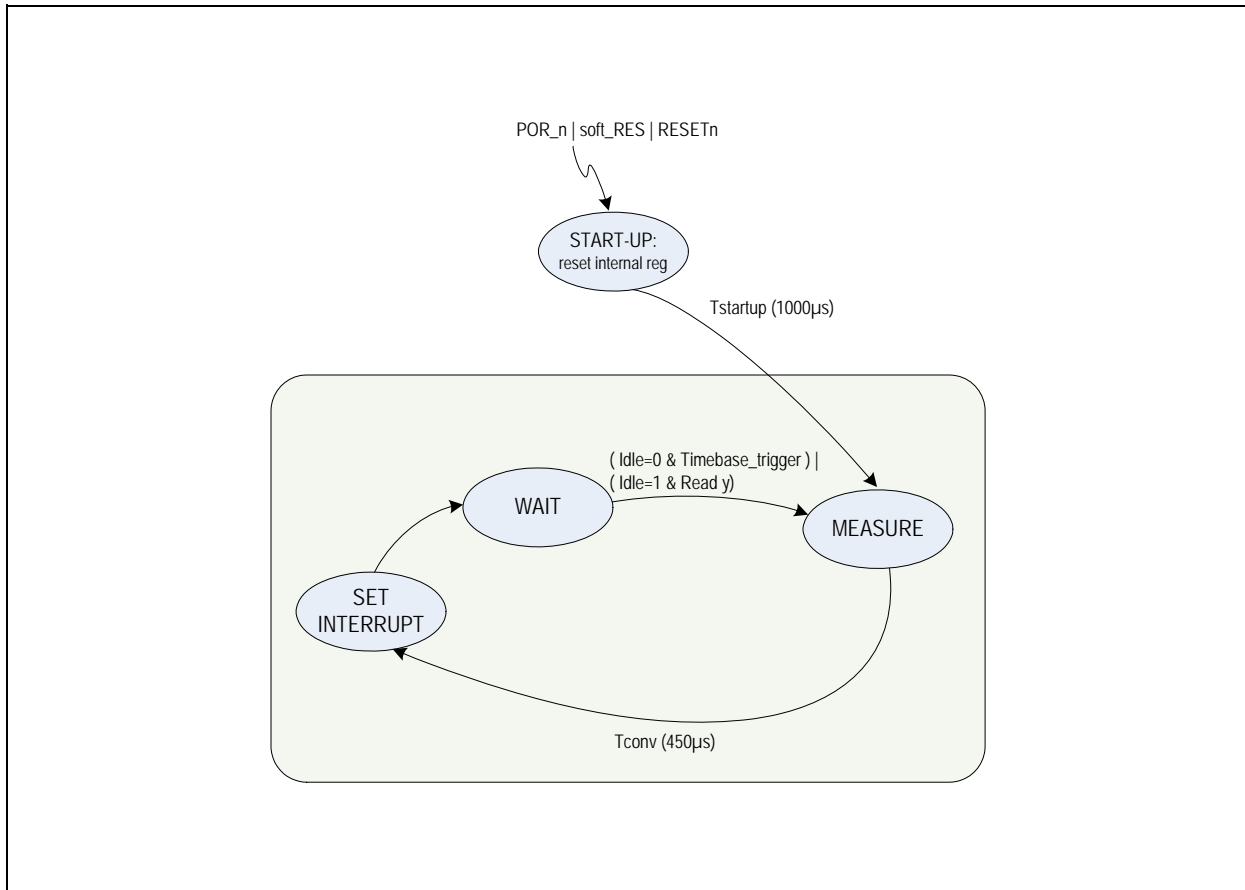 POR_n | soft_RES | RESETn
START-UP:
reset internal reg
Tstartup (1000µs)
( Idle=0 & Timebase_trigger ) |
( Idle=1 & Read y)
WAIT
MEASURE
SET
INTERRUPT
Tconv (450µs)